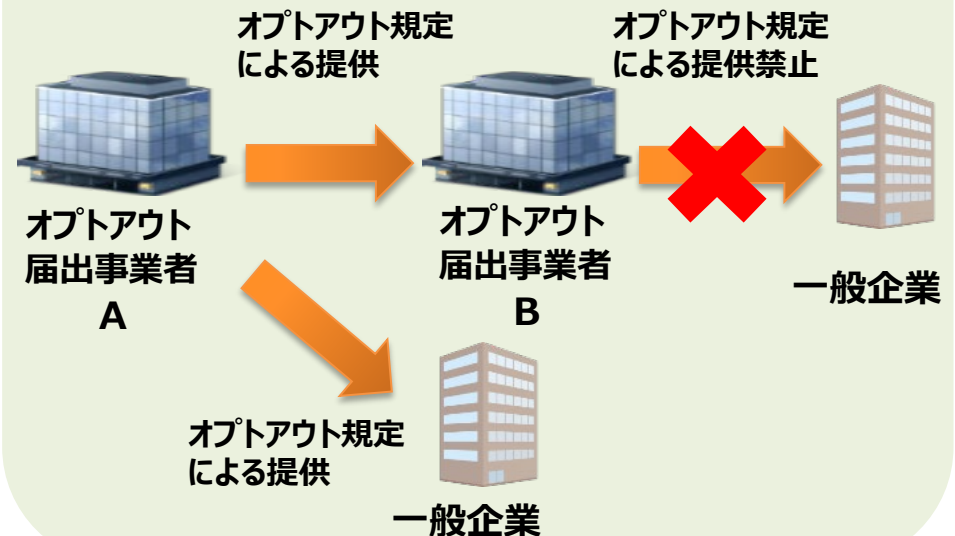 オプトアウト規定
による提供
オプトアウト規定
による提供禁止
オプトアウト
届出事業者
A
オプトアウト
届出事業者
B
一般企業
オプトアウト規定
による提供
一般企業